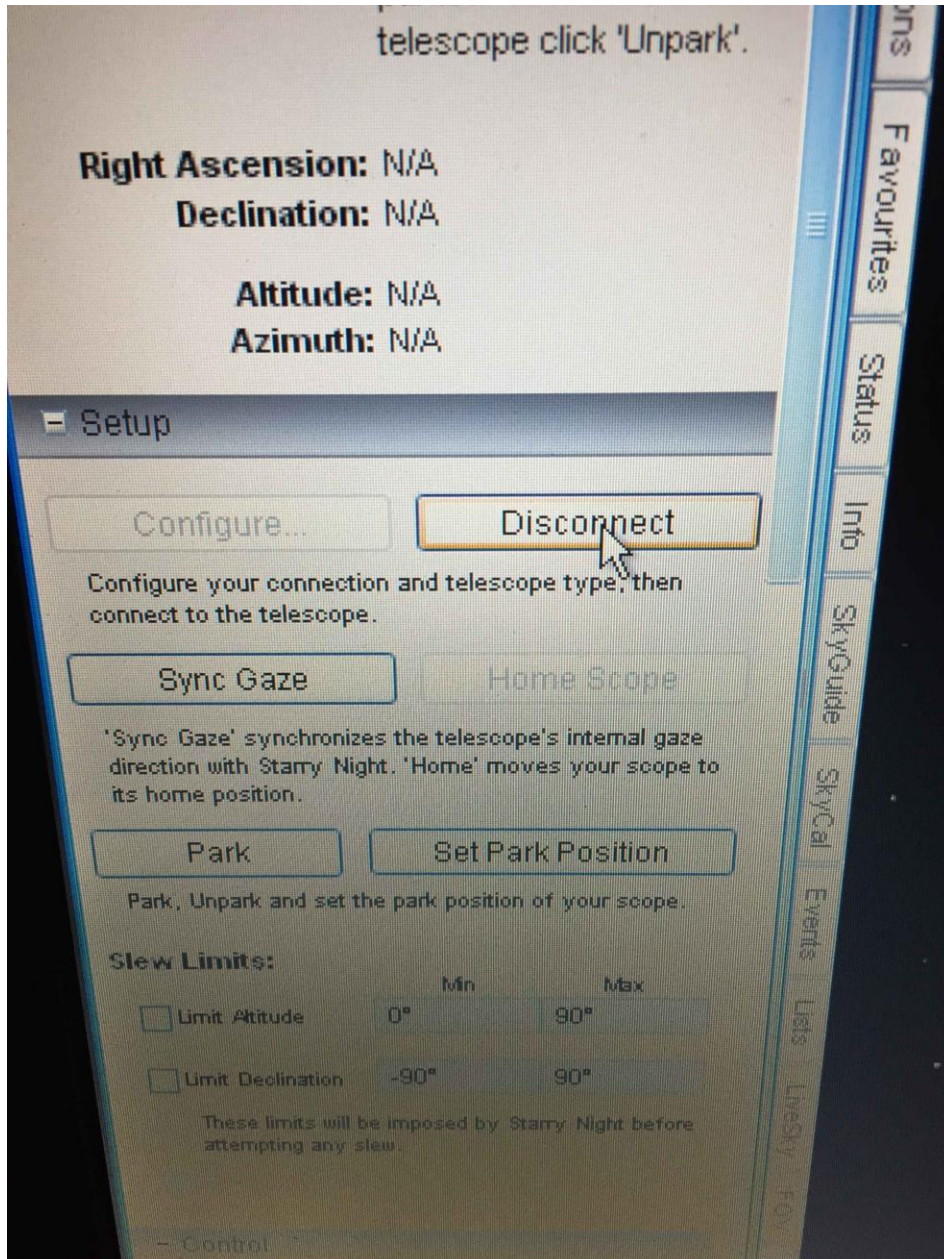 telescope click 'Unpark'.
Right Ascension: N/A
Declination: N/A
Altitude: N/A
Azimuth: N/A
Setup
Configure...
Disconnect
Configure your connection and telescope type, then
connect to the telescope.
Sync Gaze
Home Scope
'Sync Gaze' synchronizes the telescope's internal gaze
direction with Starry Night. 'Home' moves your scope to
its home position.
Park
Set Park Position
Park, Unpark and set the park position of your scope.
Slew Limits:
Min Max
Limit Altitude 0° 90°
Limit Declination -90° 90°
These limits will be imposed by Starry Night before
attempting any slew.
Control
ons
Favourites
Status
Info
SkyGuide
SkyCal
Events
Lists
LiveSky
FOV